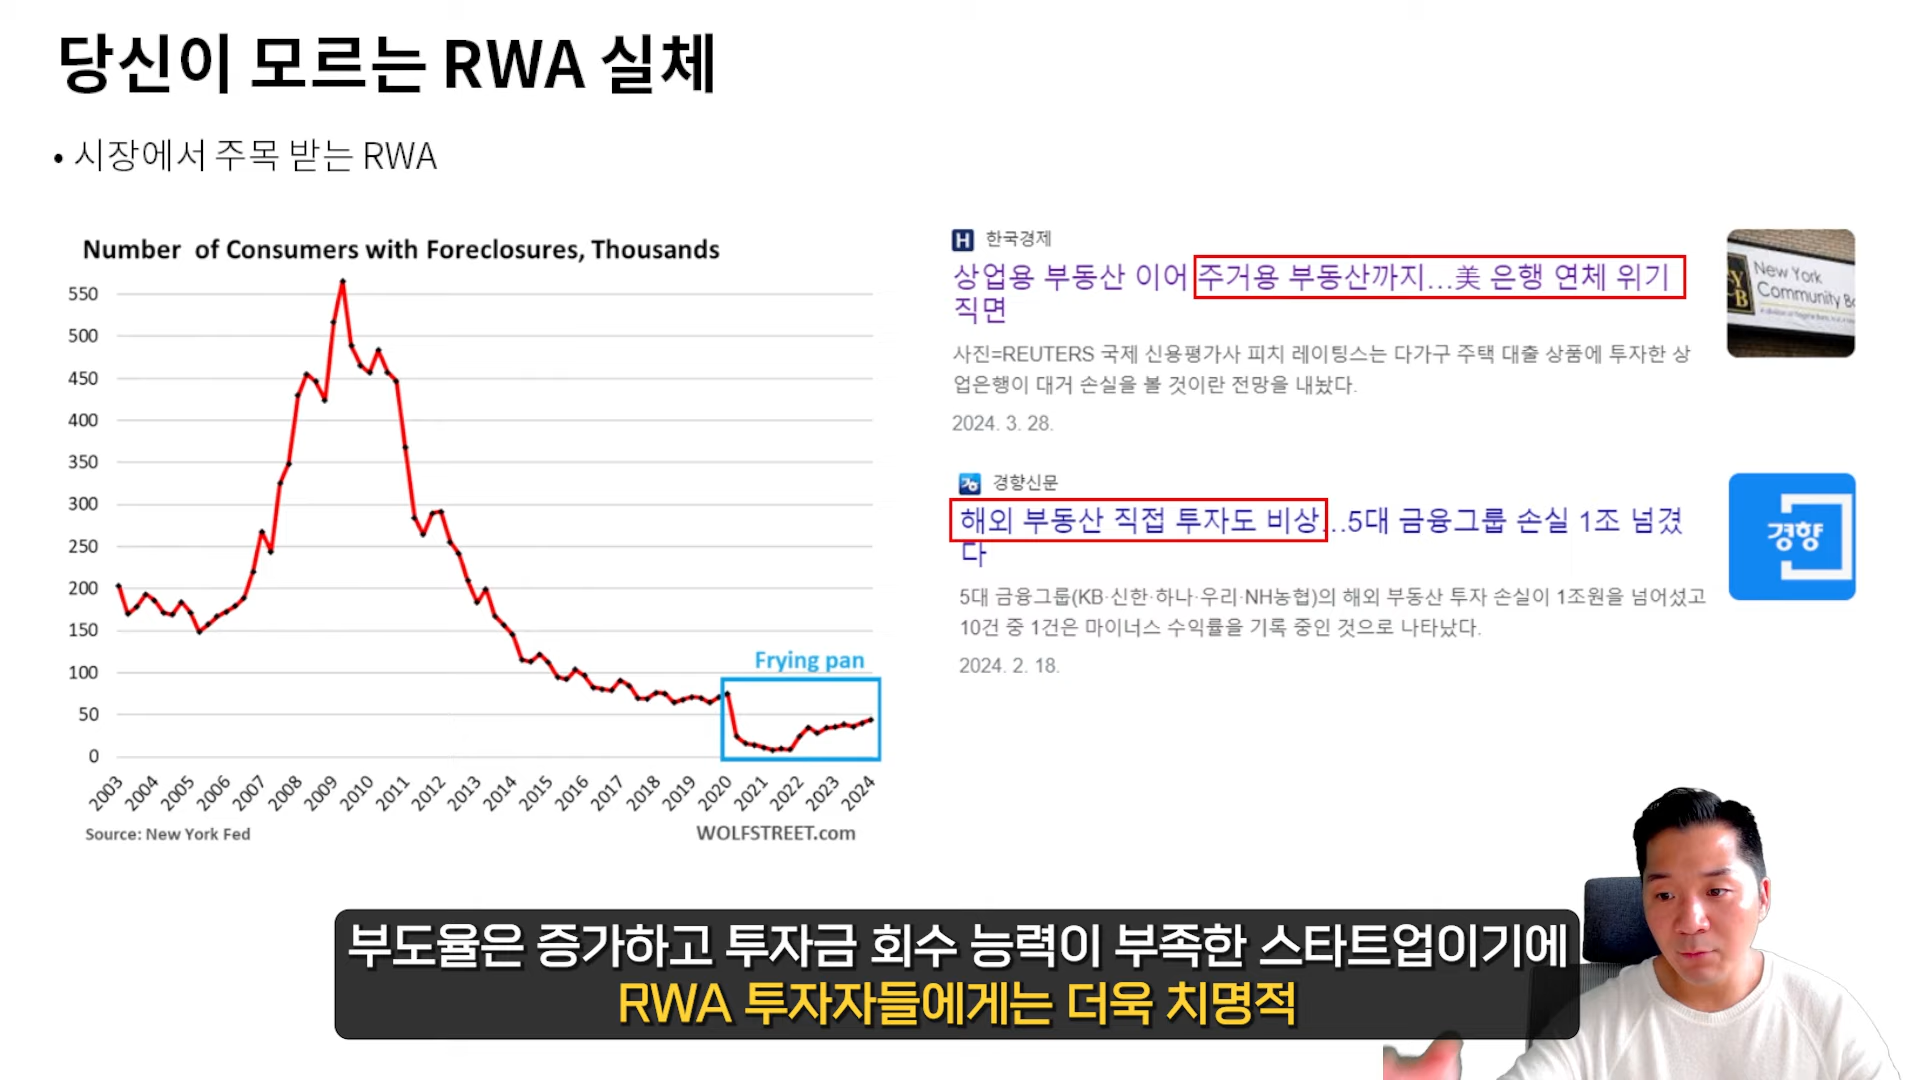 당신이 모르는 RWA 실체
• 시장에서 주목 받는 RWA
Number of Consumers with Foreclosures, Thousands
550
500
450
400
350
300
250
200
150
100
50
0
Frying pan
2003
2004
2005
2006
2007
2008
2009
2010
2011
2012
2013
2014
2015
2016
2017
2018
2019
2020
2021
2022
2023
2024
Source: New York Fed
WOLFSTREET.com
H 한국경제
상업용 부동산 이어 주거용 부동산까지...美 은행 연체 위기
직면
사진=REUTERS 국제 신용평가사 피치 레이팅스는 다가구 주택 대출 상품에 투자한 상
업은행이 대거 손실을 볼 것이란 전망을 내놨다.
2024. 3. 28.
New York
Community
경향신문
해외 부동산 직접 투자도 비상...5대 금융그룹 손실 1조 넘겼
다
5대 금융그룹(KB·신한·하나·우리·NH농협)의 해외 부동산 투자 손실이 1조원을 넘어섰고
10건 중 1건은 마이너스 수익률을 기록 중인 것으로 나타났다.
2024. 2. 18.
경향
부도율은 증가하고 투자금 회수 능력이 부족한 스타트업이기에
RWA 투자자들에게는 더욱 치명적